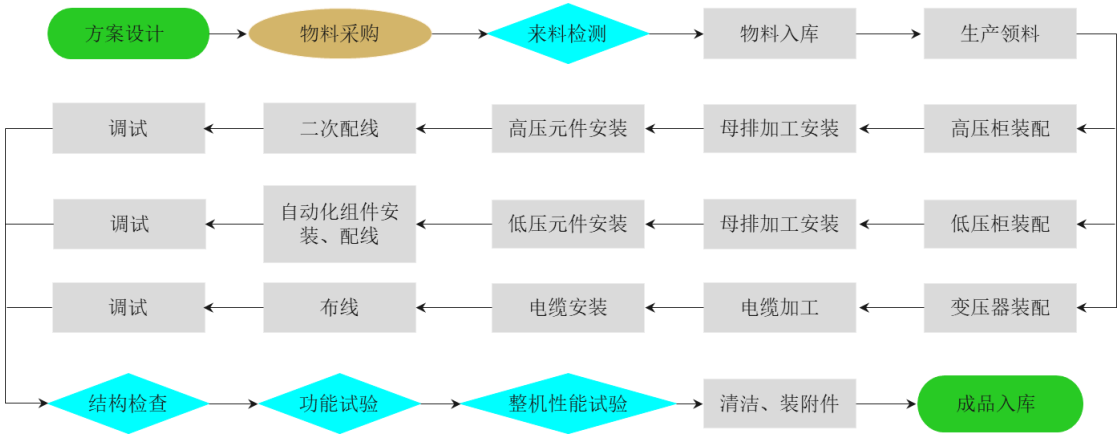 方案设计
物料采购
来料检测
物料入库
生产领料
调试
二次配线
高压元件安装
母排加工安装
高压柜装配
调试
自动化组件安
装、配线
低压元件安装
母排加工安装
低压柜装配
调试
布线
电缆安装
电缆加工
变压器装配
结构检查
功能试验
整机性能试验
清洁、装附件
成品入库